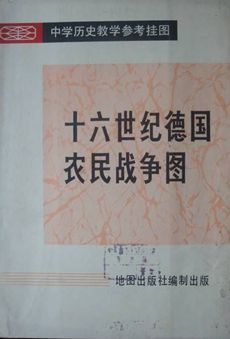 中学历史教学参考挂图
十六世纪德国
农民战争图
地图出版社编制出版